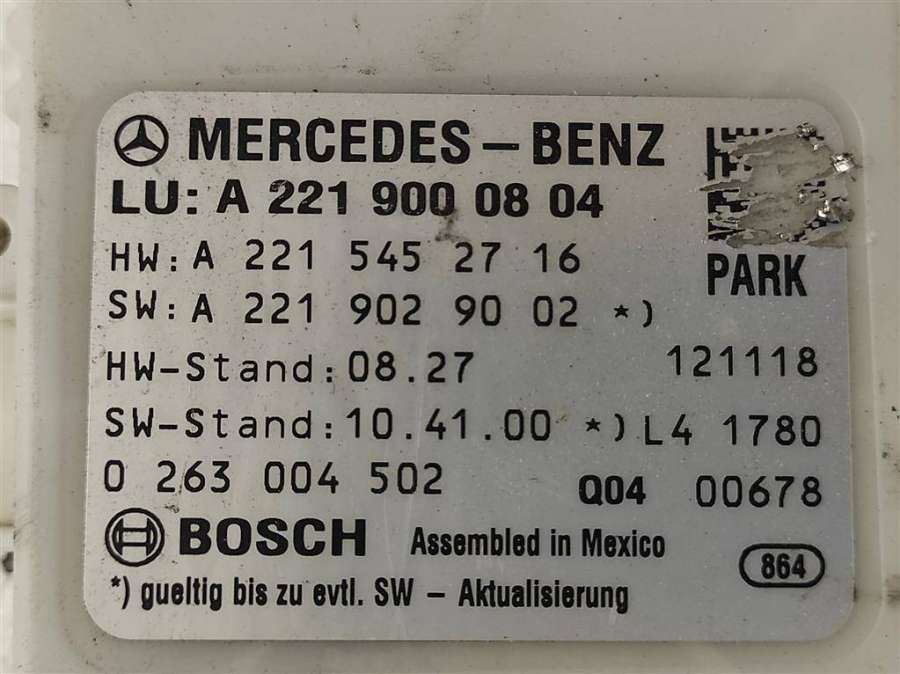 MERCEDES – BENZ
LU: A 221 900 08 04
HW: A 221 545 27 16
PARK
SW: A 221 902 90 02 *)
HW-Stand: 08.27 121118
SW-Stand: 10.41.00 *) L4 1780
0 263 004 502 Q04 00678
BOSCH Assembled in Mexico
864
*) gueltig bis zu evtl. SW – Aktualisierung